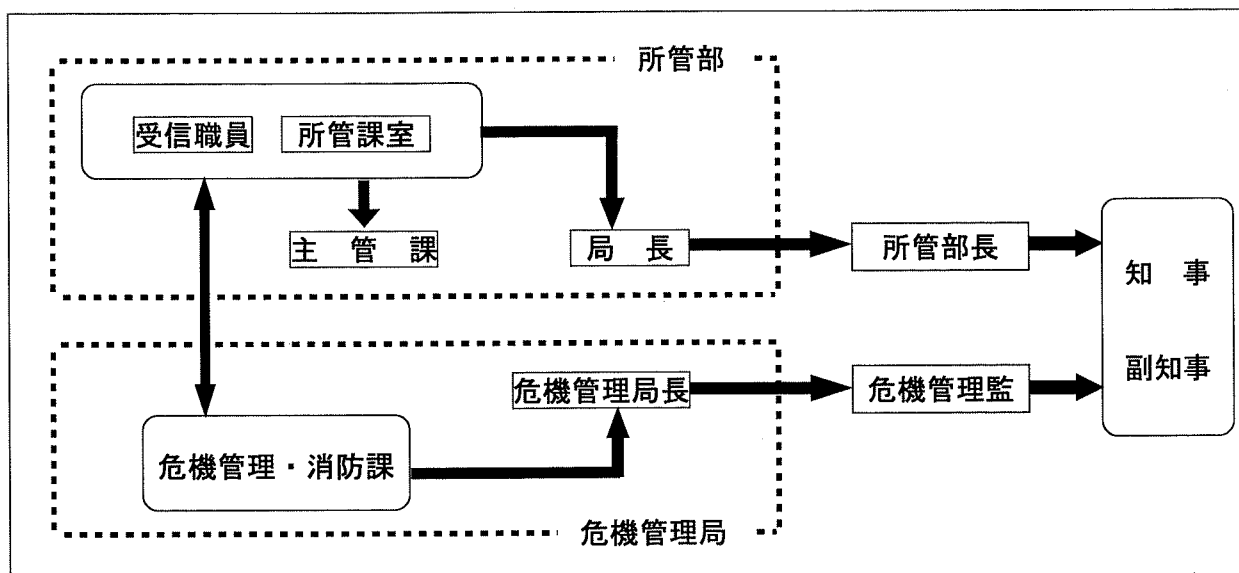 所管部
受信職員 所管課室
主管課 局長 所管部長
知事
副知事
危機管理局長 危機管理監
危機管理・消防課
危機管理局